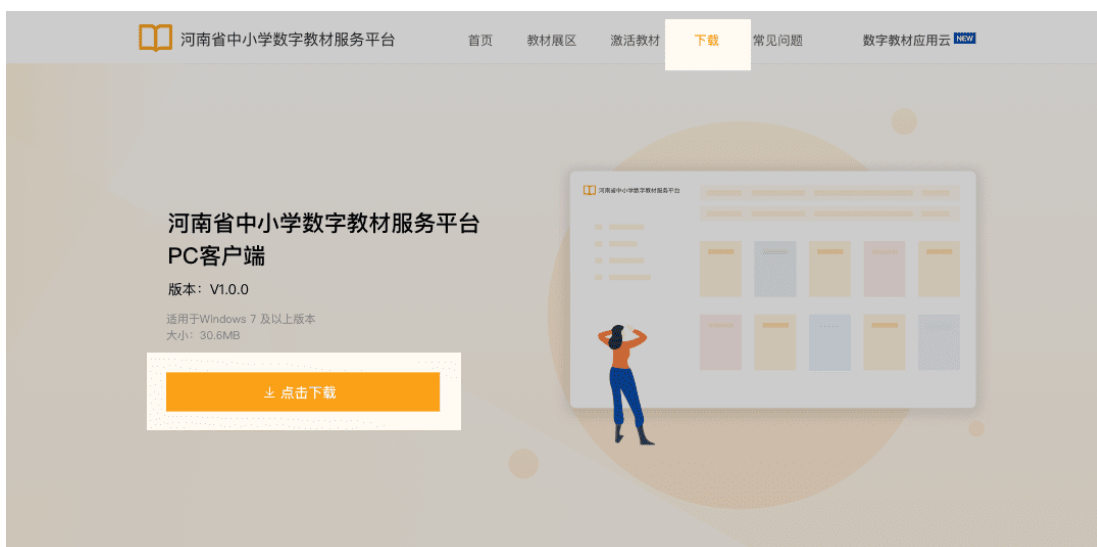 河南省中小学数字教材服务平台
首页
教材展区
激活教材
下载
常见问题
数字教材应用云 NEW
河南省中小学数字教材服务平台
河南省中小学数字教材服务平台
PC客户端
版本：V1.0.0
适用于Windows 7 及以上版本
大小：30.6MB
点击下载